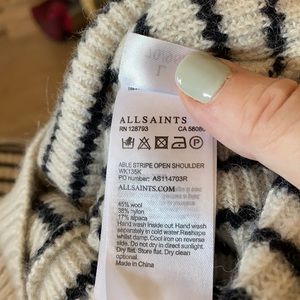 ALLSAINTS
RN 128793 CA 580
ABLE STRIPE OPEN SHOULDER
WK135K
PO number: AS114703R
ALLSAINTS.COM
45% wool
38% nylon
17% alpaca
Hand wash inside out. Hand wash
separately in cold water. Reshape
whilst damp. Cool iron on reverse
side. Do not dry in direct sunlight.
Dry flat. Store flat. Dry clean
Made in China